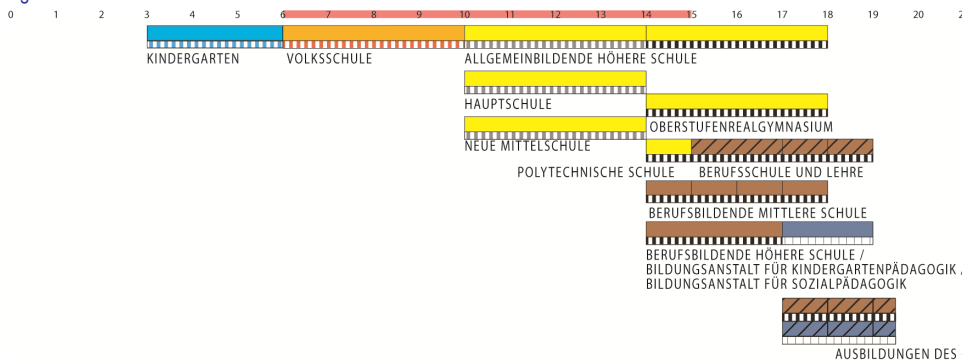 0 1 2 3 4 5 6 7 8 9 10 11 12 13 14 15 16 17 18 19 20
KINDERGARTEN VOLKSSCHULE ALLGEMEINBILDENDE HÖHERE SCHULE
HAUPTSCHULE
OBERSTUFENREALGYMNASIUM
NEUE MITTELSCHULE
POLYTECHNISCHE SCHULE BERUFSSCHULE UND LEHRE
BERUFSBILDENDE MITTLERE SCHULE
BERUFSBILDENDE HÖHERE SCHULE /
BILDUNGSANSTALT FÜR KINDERGARTENPÄDAGOGIK /
BILDUNGSANSTALT FÜR SOZIALPÄDAGOGIK
AUSBILDUNGEN DES